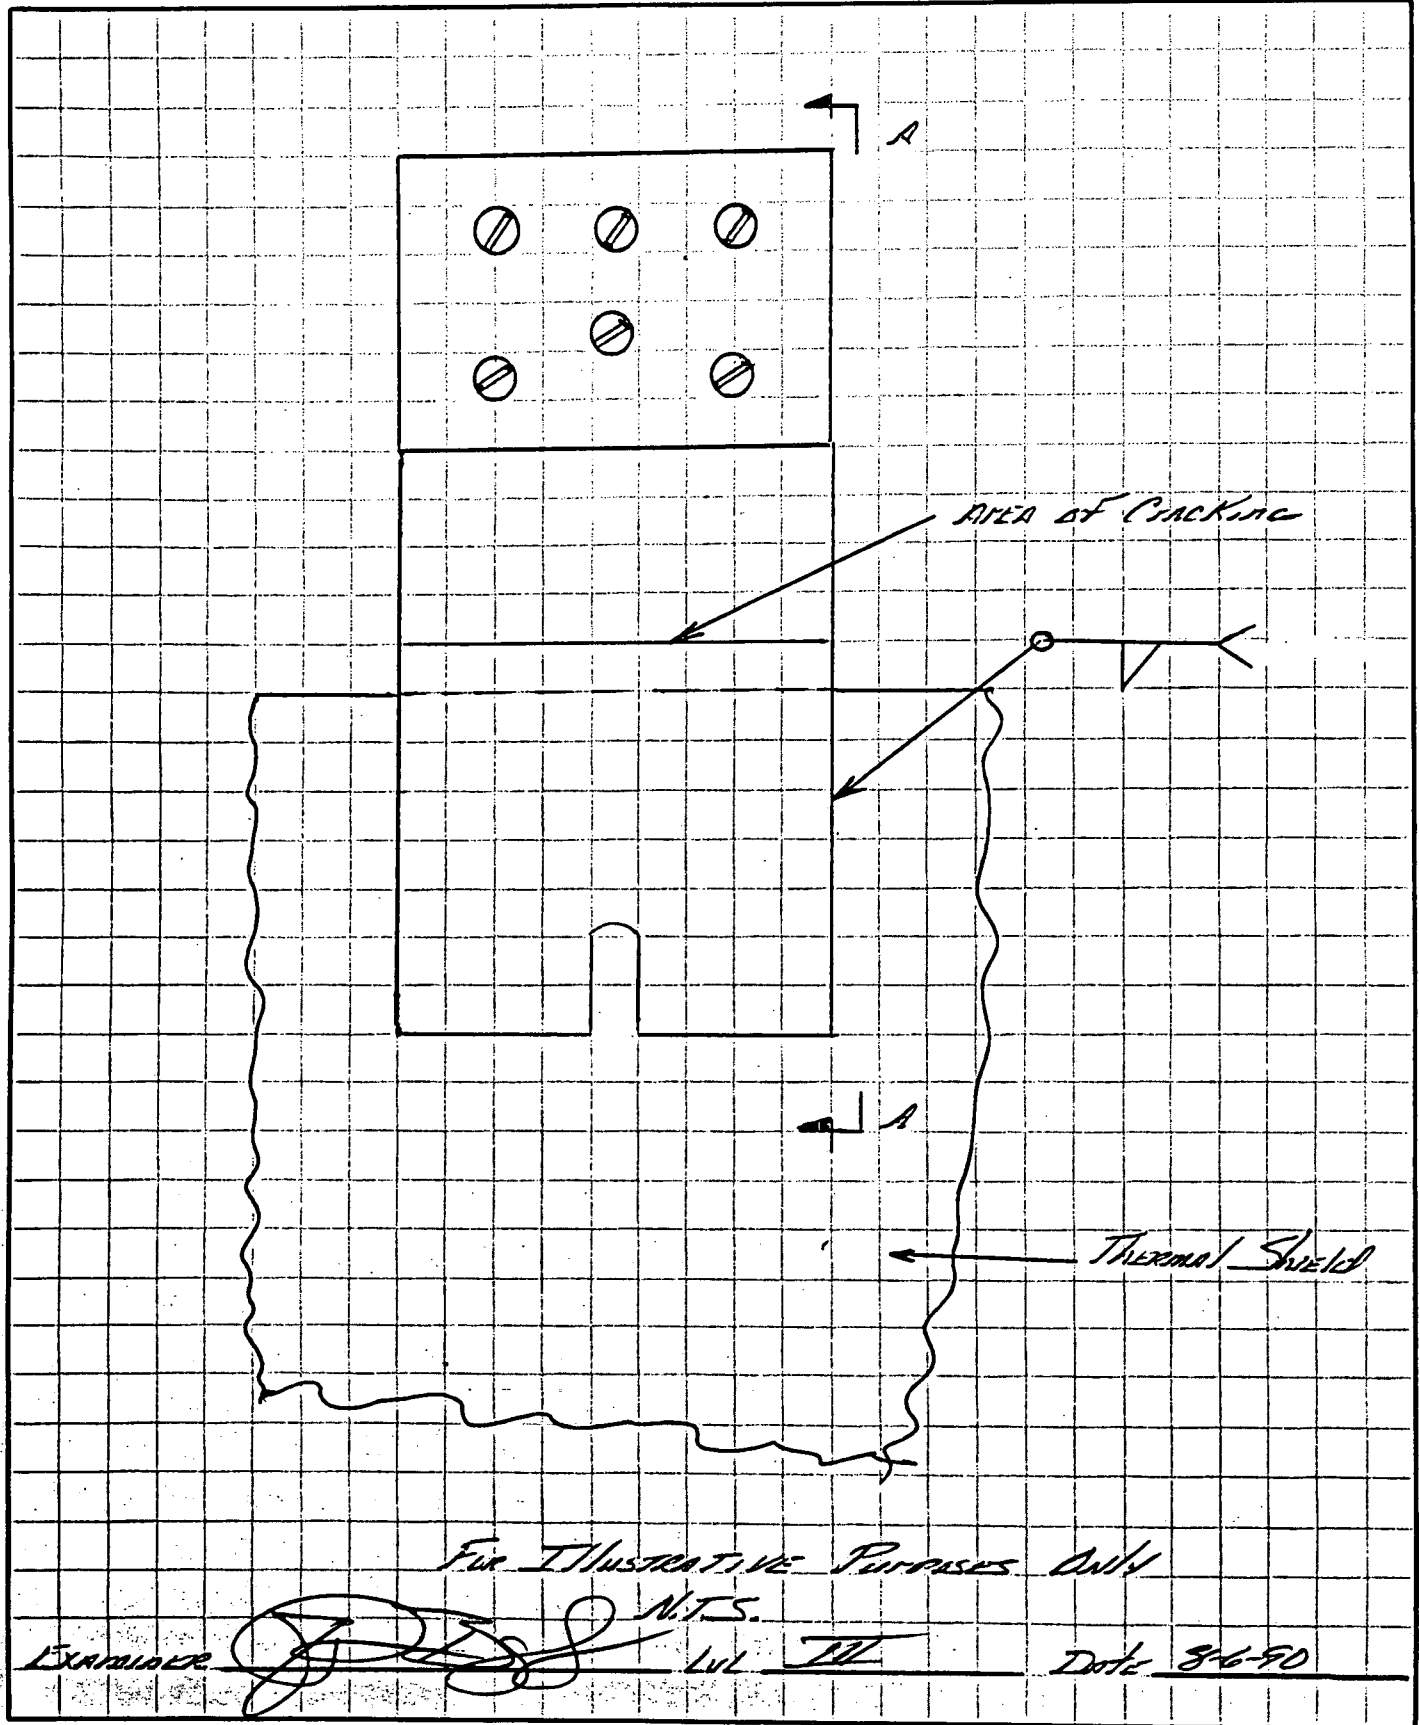 A
AREA OF CRACKING
A
THERMAL SHIELD
FOR ILLUSTRATIVE PURPOSES ONLY
N.T.S.
EXAMINER LVL III DATE 8-6-90